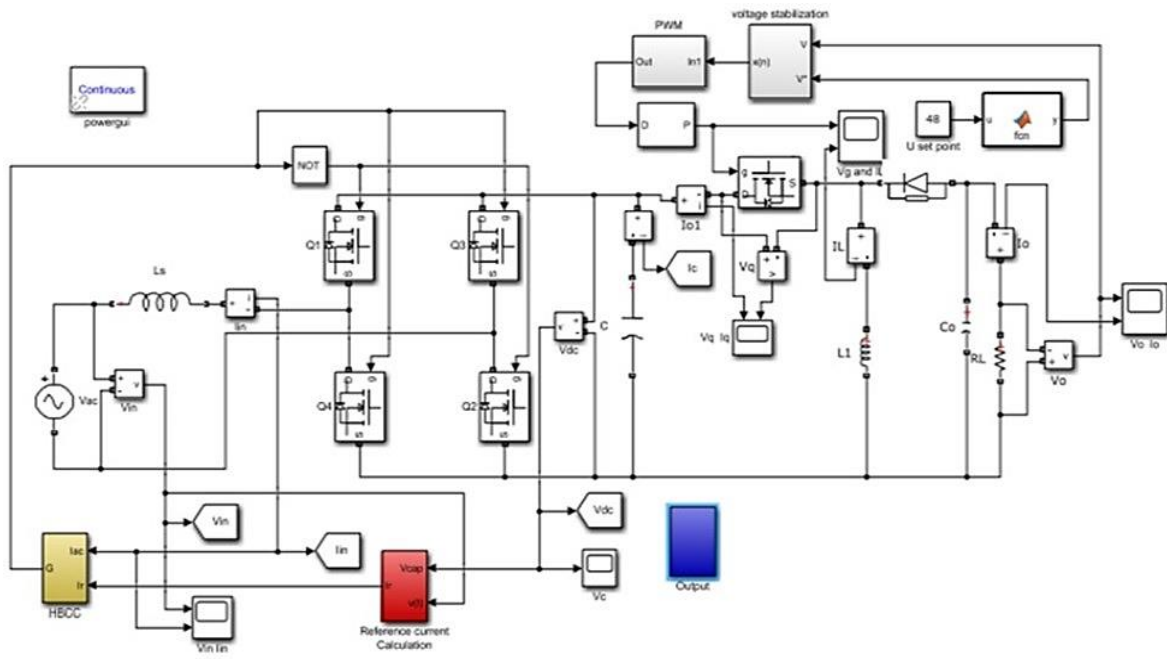 voltage stabilization
PWM
Out
In1
x(n)
V
V*
Continuous
powergui
D
P
48
U set point
u
fcn
y
Vg and IL
NOT
g
D
S
Io1
Q1
Q3
Ic
Vq
IL
Io
Ls
Iin
Vdc
C
Vq Iq
L1
Co
RL
Vo
Vo Io
Vac
Vin
Q4
Q2
Vin
Iin
Vdc
Vc
Output
G
Iac
Ir
HBCC
Vin Iin
Ir
Vcap
v(t)
Reference current
Calculation